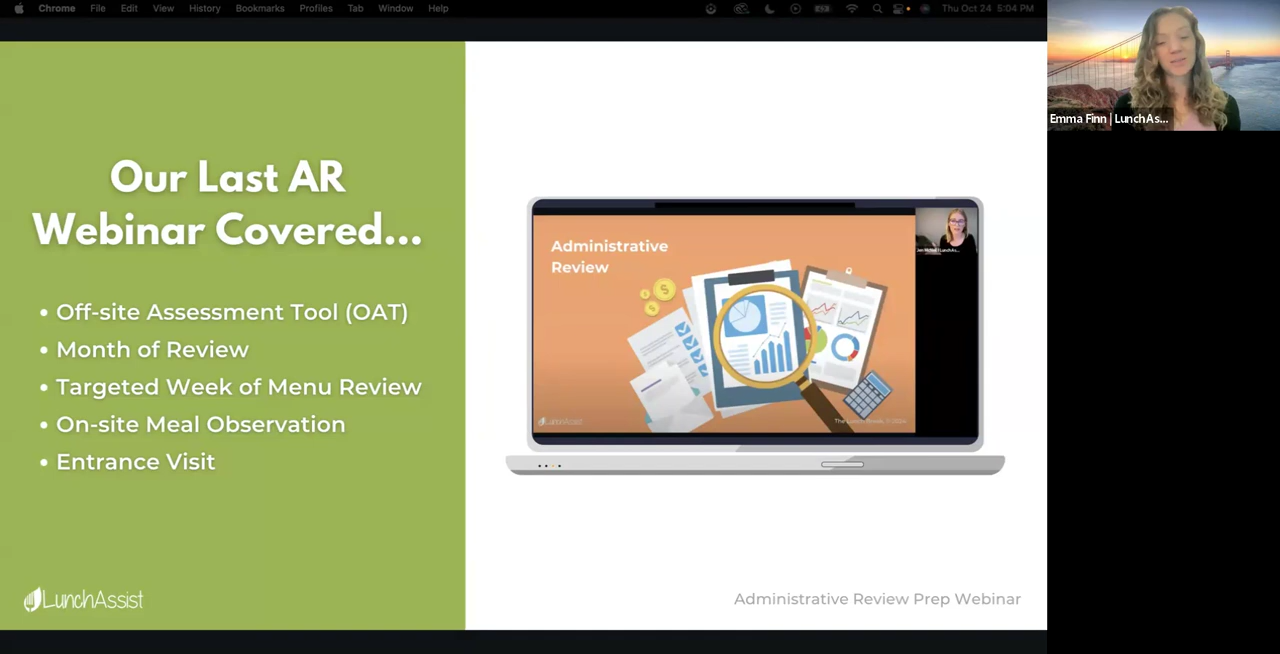 Chrome File Edit View History Bookmarks Profiles Tab Window Help Thu Oct 24 5:04 PM
Emma Finn | LunchAs...
Our Last AR
Webinar Covered...
• Off-site Assessment Tool (OAT)
• Month of Review
• Targeted Week of Menu Review
• On-site Meal Observation
• Entrance Visit
Administrative
Review
LunchAssist
LunchAssist
Administrative Review Prep Webinar